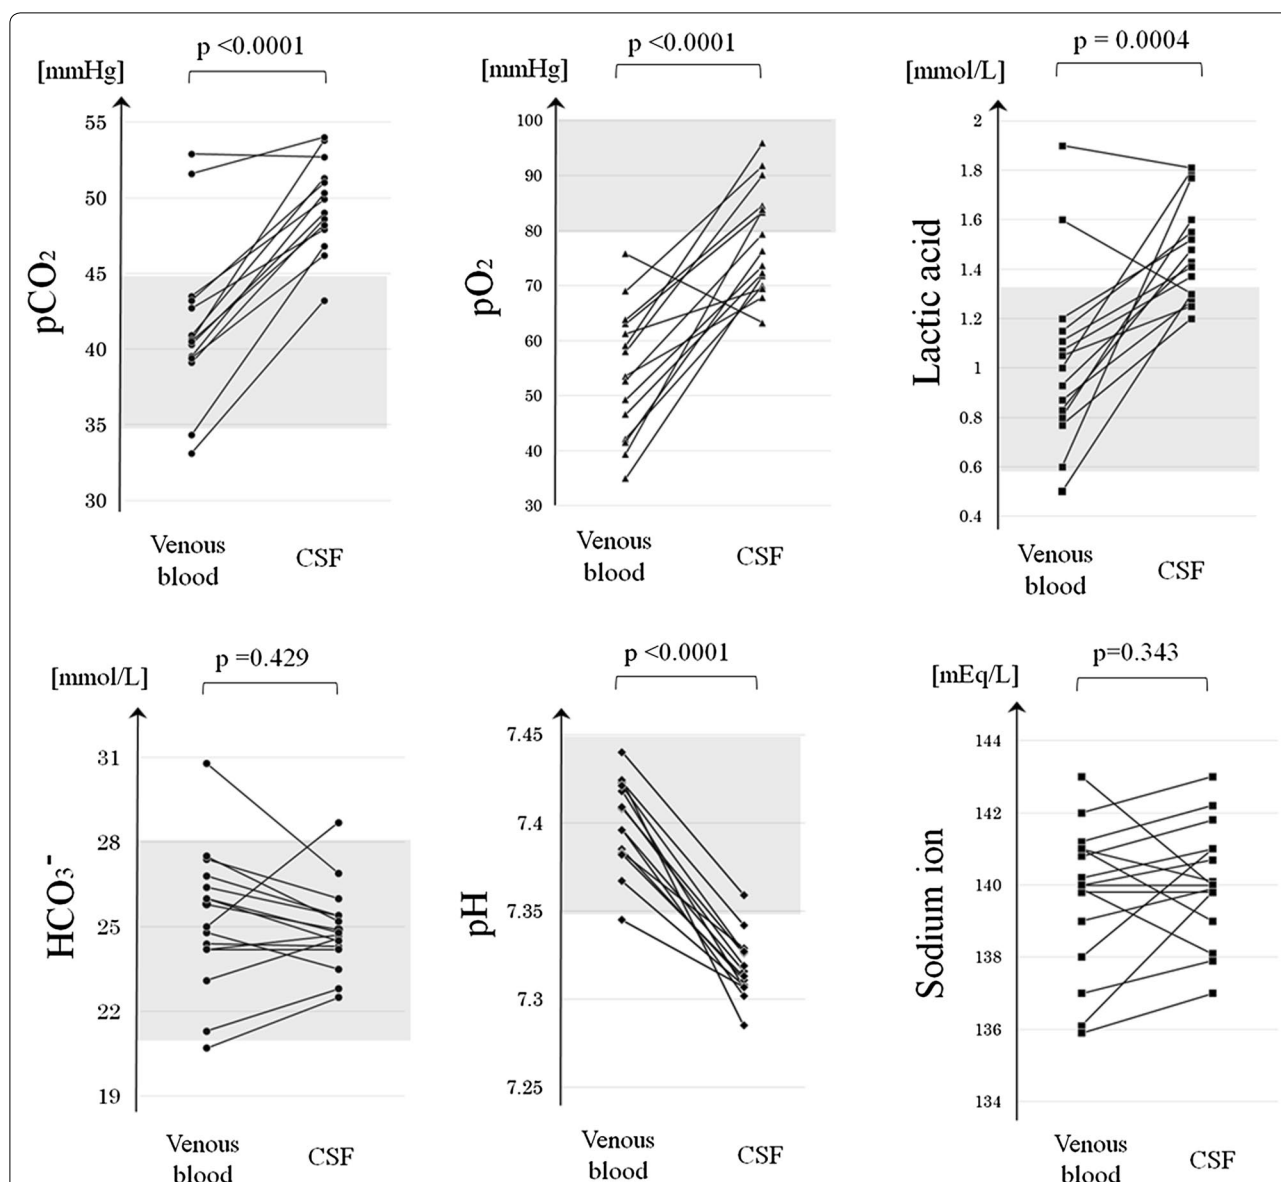 p <0.0001
[mmHg]
55
50
45
40
35
30
pCO2
Venous
blood
CSF
p <0.0001
[mmHg]
100
90
80
70
60
50
40
30
pO2
Venous
blood
CSF
p = 0.0004
[mmol/L]
2
1.8
1.6
1.4
1.2
1
0.8
0.6
0.4
Lactic acid
Venous
blood
CSF
p =0.429
[mmol/L]
31
28
25
22
19
HCO3-
Venous
blood
CSF
p <0.0001
7.45
7.4
7.35
7.3
7.25
pH
Venous
blood
CSF
p=0.343
[mEq/L]
144
142
140
138
136
134
Sodium ion
Venous
blood
CSF